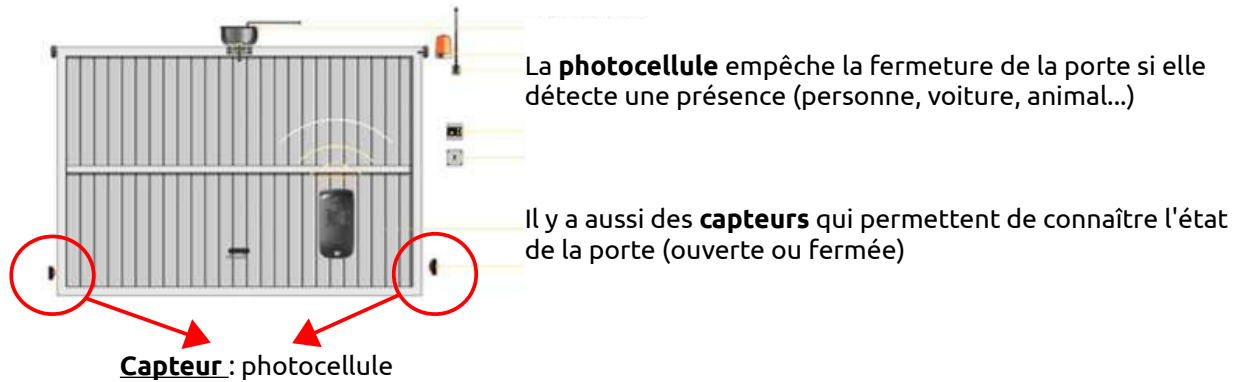 La photocellule empêche la fermeture de la porte si elle
détecte une présence (personne, voiture, animal...)
Il y a aussi des capteurs qui permettent de connaître l'état
de la porte (ouverte ou fermée)
Capteur : photocellule